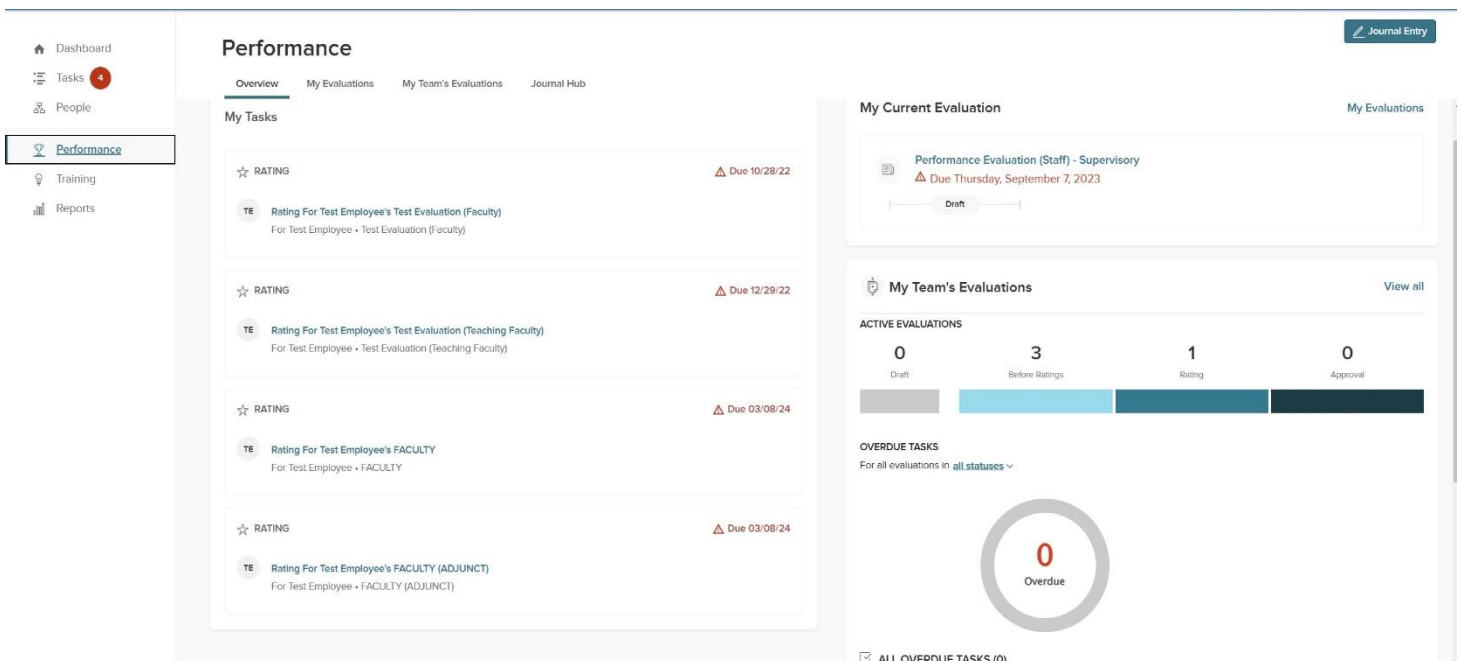 Dashboard
Tasks 4
People
Performance
Training
Reports
Performance
Journal Entry
Overview My Evaluations My Team's Evaluations Journal Hub
My Tasks
RATING Due 10/28/22
TE Rating For Test Employee's Test Evaluation (Faculty)
For Test Employee • Test Evaluation (Faculty)
RATING Due 12/29/22
TE Rating For Test Employee's Test Evaluation (Teaching Faculty)
For Test Employee • Test Evaluation (Teaching Faculty)
RATING Due 03/08/24
TE Rating For Test Employee's FACULTY
For Test Employee • FACULTY
RATING Due 03/08/24
TE Rating For Test Employee's FACULTY (ADJUNCT)
For Test Employee • FACULTY (ADJUNCT)
My Current Evaluation My Evaluations
Performance Evaluation (Staff) - Supervisory
Due Thursday, September 7, 2023
Draft
My Team's Evaluations View all
ACTIVE EVALUATIONS
0 3 1 0
Draft Before Ratings Rating Approval
OVERDUE TASKS
For all evaluations in all statuses
0
Overdue
ALL OVERDUE TASKS (0)